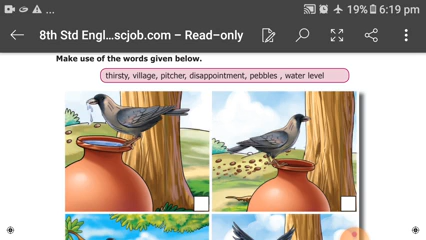 19% 6:19 pm
8th Std Engl...scjob.com – Read–only
Make use of the words given below.
thirsty, village, pitcher, disappointment, pebbles , water level